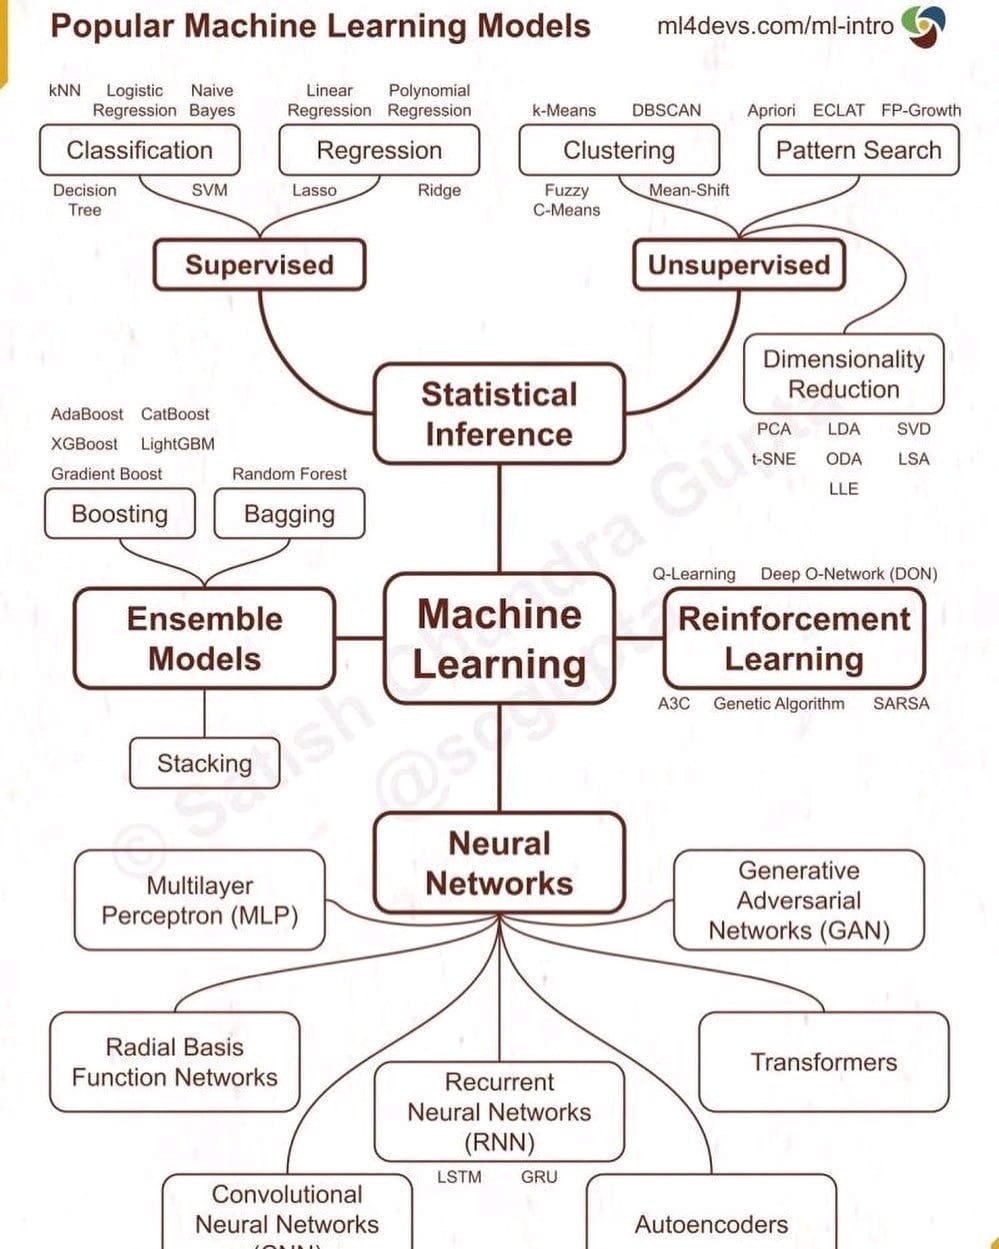 Popular Machine Learning Models
ml4devs.com/ml-intro
kNN Logistic Regression Naive Bayes
Classification
Decision Tree SVM
Linear Regression Polynomial Regression
Regression
Lasso Ridge
Supervised
k-Means DBSCAN
Clustering
Fuzzy C-Means Mean-Shift
Apriori ECLAT FP-Growth
Pattern Search
Unsupervised
Dimensionality
Reduction
PCA LDA SVD
t-SNE ODA LSA
LLE
Statistical
Inference
AdaBoost CatBoost
XGBoost LightGBM
Gradient Boost
Boosting
Random Forest
Bagging
Ensemble
Models
Stacking
Machine
Learning
Q-Learning Deep O-Network (DON)
Reinforcement
Learning
A3C Genetic Algorithm SARSA
Neural
Networks
Multilayer
Perceptron (MLP)
Generative
Adversarial
Networks (GAN)
Radial Basis
Function Networks
Recurrent
Neural Networks
(RNN)
LSTM GRU
Transformers
Convolutional
Neural Networks
Autoencoders
© Satish Chandra Gupta
@scgupta